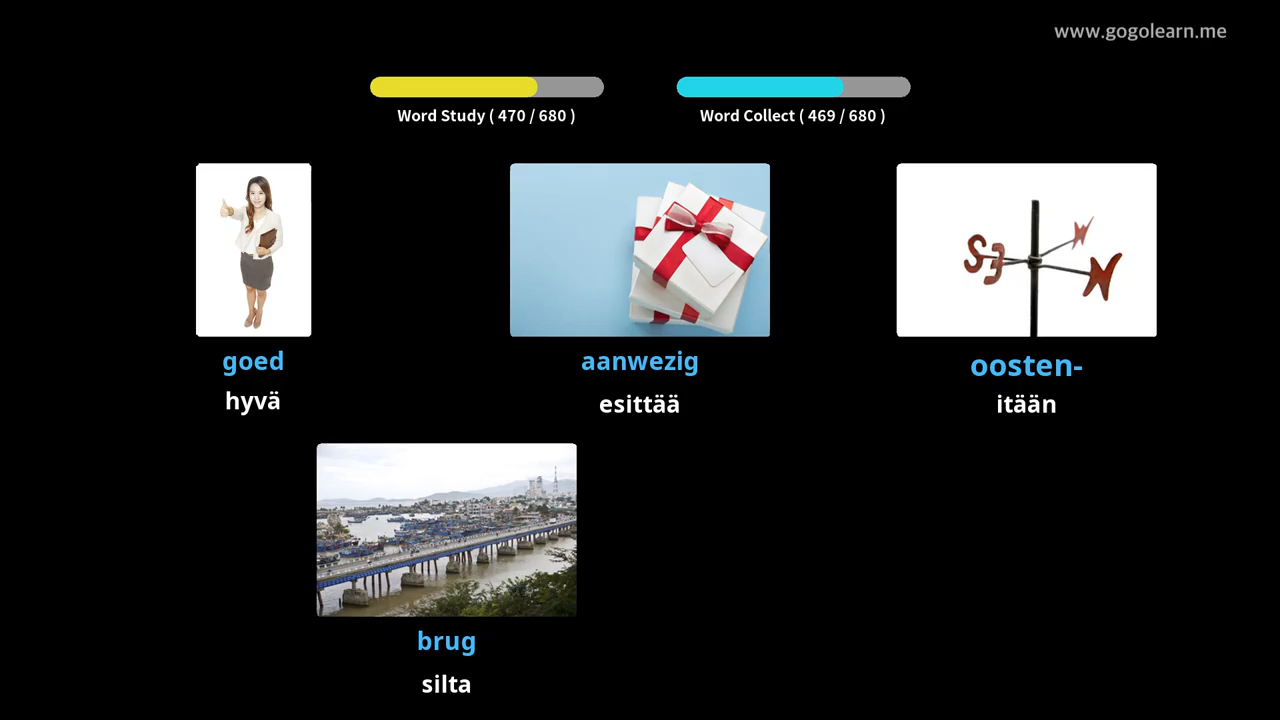 www.gogolearn.me
Word Study ( 470 / 680 )
Word Collect ( 469 / 680 )
goed
hyvä
aanwezig
esittää
S
E
N
oosten-
itään
brug
silta